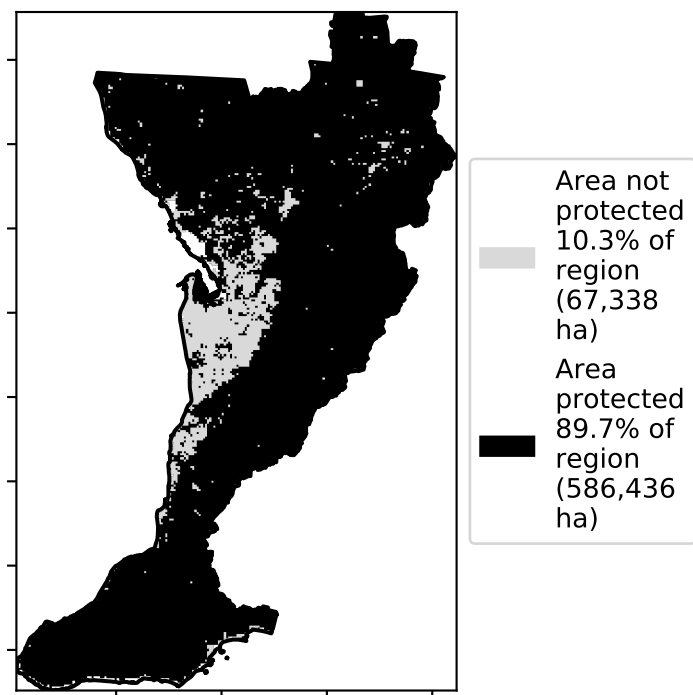 Area not
protected
10.3% of
region
(67,338
ha)
Area
protected
89.7% of
region
(586,436
ha)